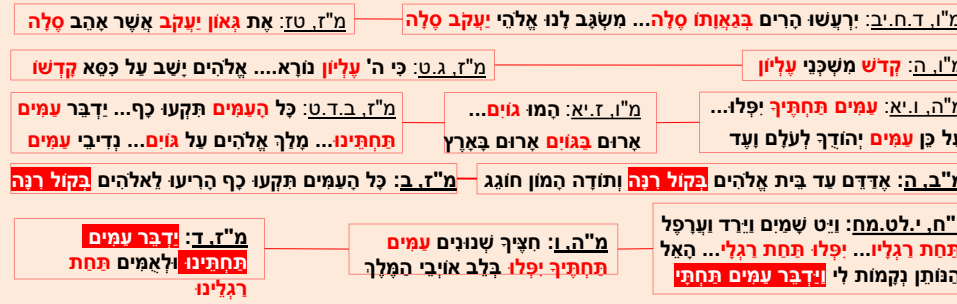 מ"ו, ד.ח.יב: יִרְעֲשׁוּ הָרִים בְּגַאֲוָתוֹ סֶלָה... מִשְׂגָּב לָנוּ אֱלֹהֵי יַעֲקֹב סֶלָה
מ"ז, טז: אֶת גְּאוֹן יַעֲקֹב אֲשֶׁר אָהֵב סֶלָה
מ"ו, ה: קְדֹשׁ מִשְׁכְּנֵי עֶלְיוֹן
מ"ז, ג.ט: כִּי ה' עֶלְיוֹן נוֹרָא.... אֱלֹהִים יָשַׁב עַל כִּסֵּא קָדְשׁוֹ
מ"ה, ו.יא: עַמִּים תַּחְתֶּיךָ יִפְּלוּ...
עַל כֵּן עַמִּים יְהוֹדֻךָ לְעֹלָם וָעֶד
מ"ו, ז.יא: הָמוּ גוֹיִם...
אָרוּם בַּגּוֹיִם אָרוּם בָּאָרֶץ
מ"ז, ב.ד.ט: כָּל הָעַמִּים תִּקְעוּ כָף... יַדְבֵּר עַמִּים
תַּחְתֵּינוּ... מָלַךְ אֱלֹהִים עַל גּוֹיִם... נְדִיבֵי עַמִּים
מ"ב, ה: אֶדַּדֵּם עַד בֵּית אֱלֹהִים בְּקוֹל רִנָּה וְתוֹדָה הָמוֹן חוֹגֵג
מ"ז, ב: כָּל הָעַמִּים תִּקְעוּ כָף הָרִיעוּ לֵאלֹהִים בְּקוֹל רִנָּה
"ח, י.לט.מח: וַיֵּט שָׁמַיִם וַיֵּרַד וַעֲרָפֶל
תַּחַת רַגְלָיו... יִפְּלוּ תַּחַת רַגְלָי... הָאֵל
הַנּוֹתֵן נְקָמוֹת לִי וַיַּדְבֵּר עַמִּים תַּחְתָּי
מ"ה, ו: חִצֶּיךָ שְׁנוּנִים עַמִּים
תַּחְתֶּיךָ יִפְּלוּ בְּלֵב אוֹיְבֵי הַמֶּלֶךְ
מ"ז, ד: יַדְבֵּר עַמִּים
תַּחְתֵּינוּ וּלְאֻמִּים תַּחַת
רַגְלֵינוּ